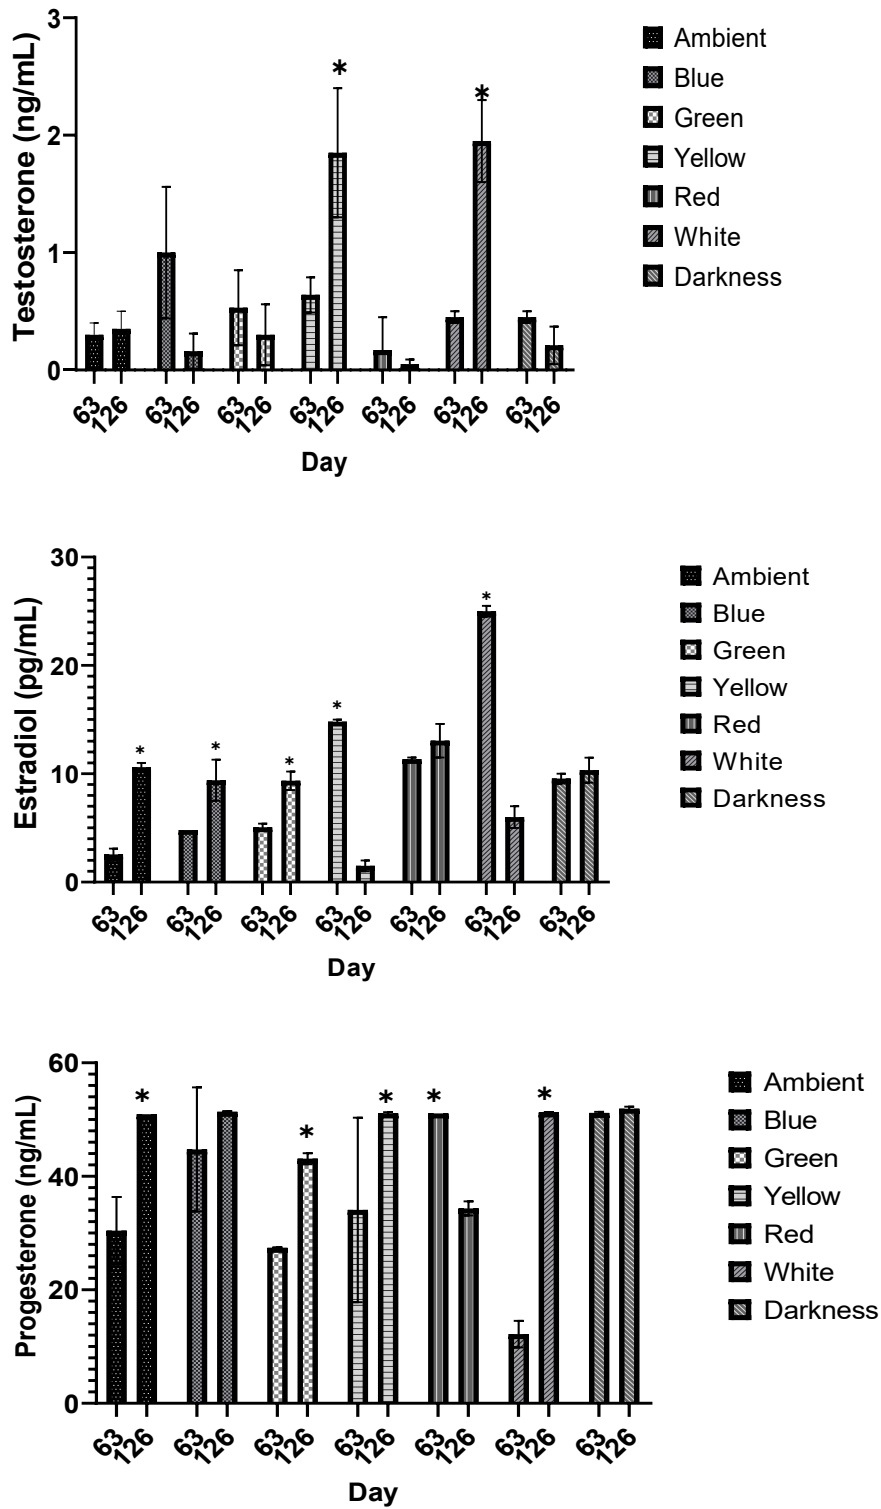 Testosterone (ng/mL)
3
2
1
0
*
*
63 126 63 126 63 126 63 126 63 126 63 126 63 126
Day
Ambient
Blue
Green
Yellow
Red
White
Darkness
Estradiol (pg/mL)
30
20
10
0
*
*
*
*
*
63 126 63 126 63 126 63 126 63 126 63 126 63 126
Day
Ambient
Blue
Green
Yellow
Red
White
Darkness
Progesterone (ng/mL)
60
40
20
0
*
*
*
*
*
63 126 63 126 63 126 63 126 63 126 63 126 63 126
Day
Ambient
Blue
Green
Yellow
Red
White
Darkness